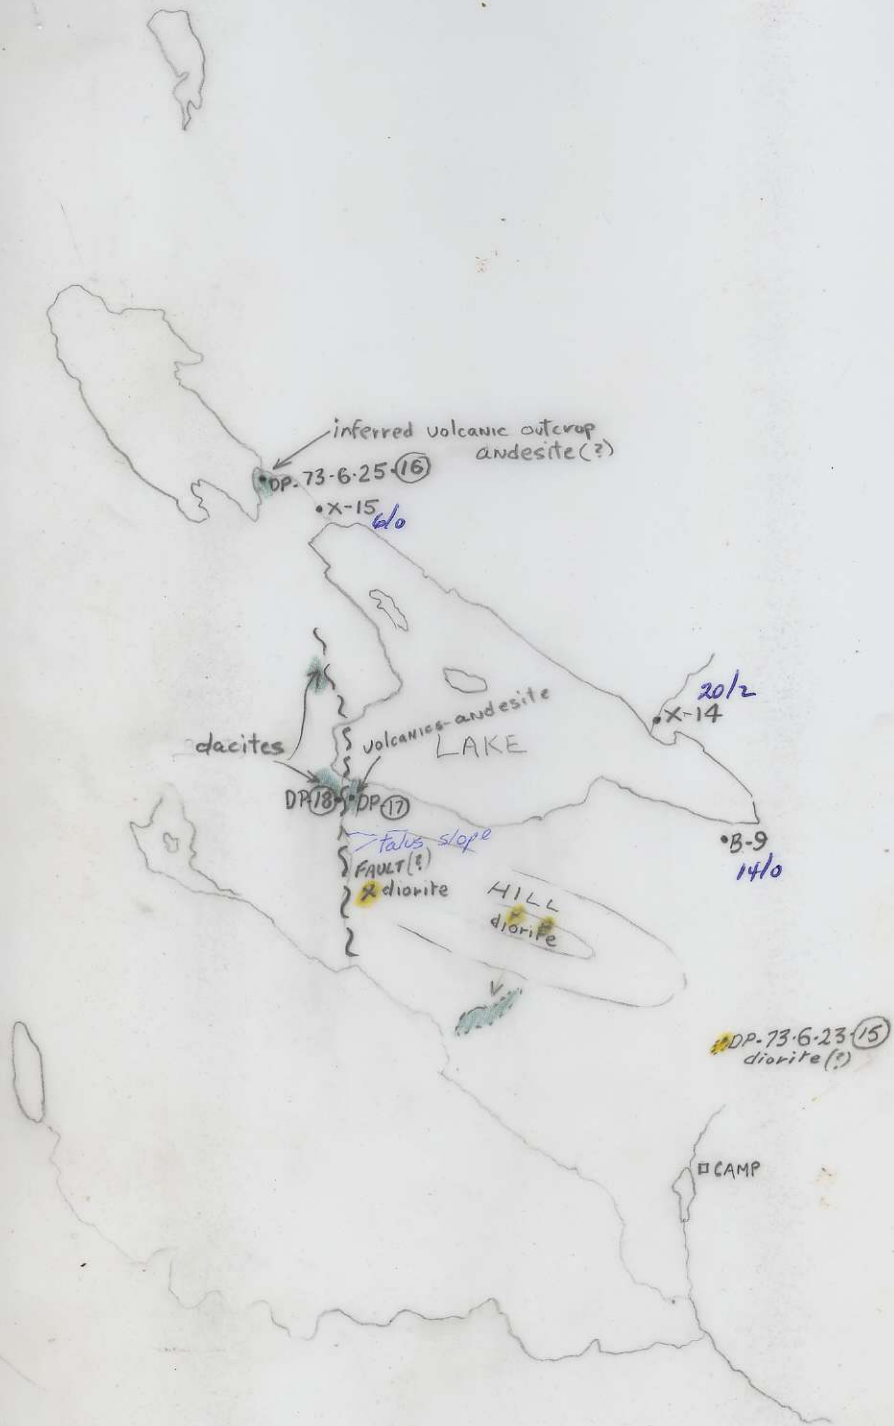 inferred volcanic outcrop
andesite(?)
DP-73-6-25-16
X-15
6/0
20/2
X-14
volcanics-andesite
dacites
LAKE
DP-18
DP-17
B-9
14/0
talus slope
FAULT(?)
x diorite
HILL
diorite
DP-73-6-23-15
diorite(?)
CAMP